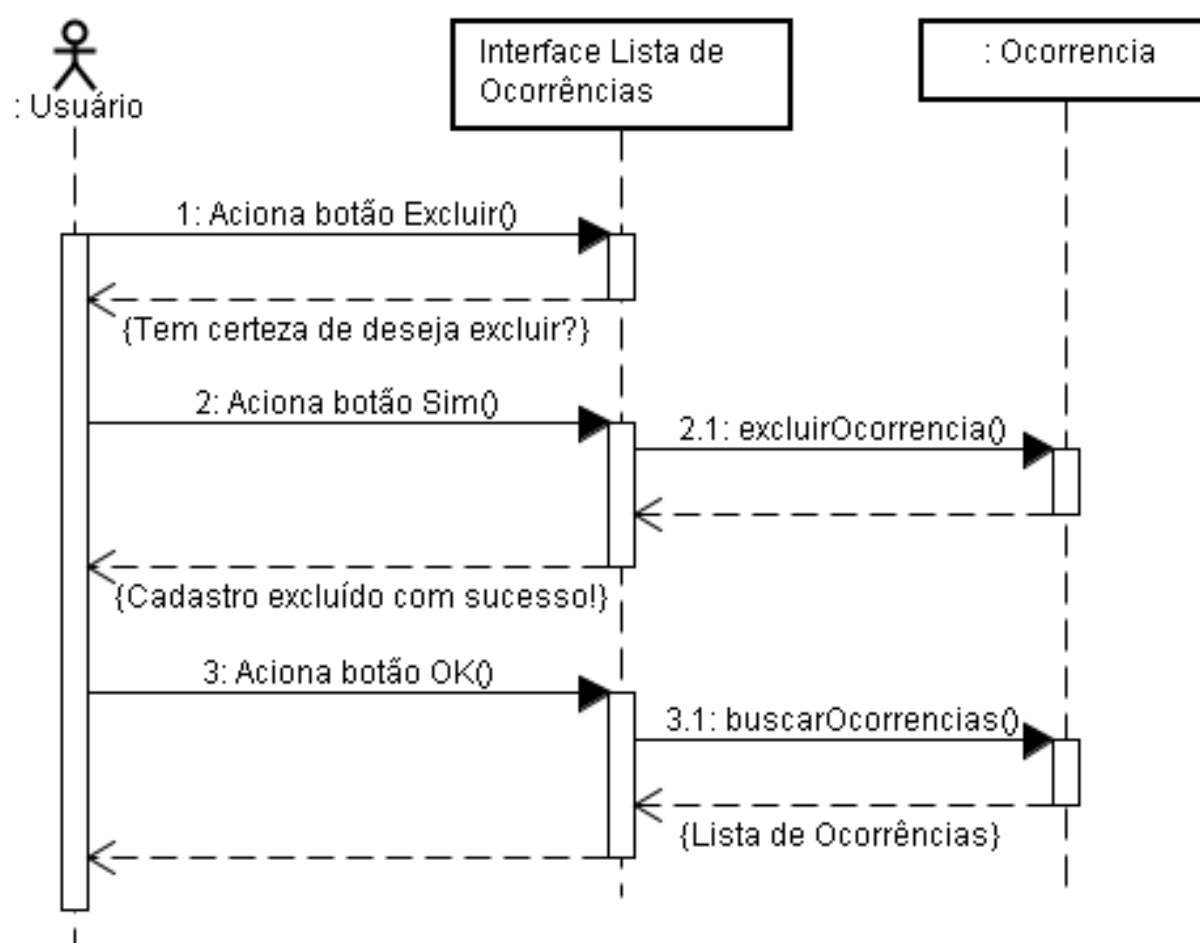 Interface Lista de
Ocorrências
: Ocorrencia
: Usuário
1: Aciona botão Excluir()
{Tem certeza de deseja excluir?}
2: Aciona botão Sim()
2.1: excluirOcorrencia()
{Cadastro excluído com sucesso!}
3: Aciona botão OK()
3.1: buscarOcorrencias()
{Lista de Ocorrências}